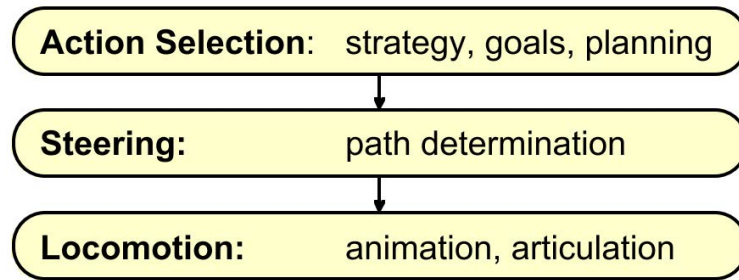 Action Selection: strategy, goals, planning
Steering: path determination
Locomotion: animation, articulation